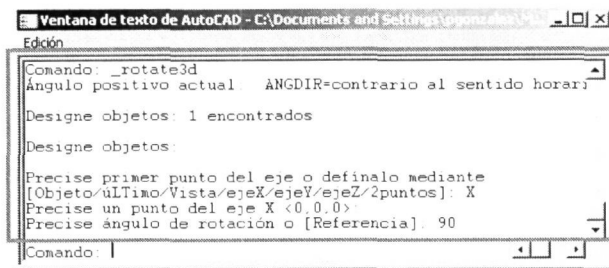 Ventana de texto de AutoCAD - C:\Documents and Settings\pgonzalez\
Edición
Comando: _rotate3d
Ángulo positivo actual: ANGDIR=contrario al sentido horari
Designe objetos: 1 encontrados
Designe objetos:
Precise primer punto del eje o defínalo mediante
[Objeto/úLTimo/Vista/ejeX/ejeY/ejeZ/2puntos]: X
Precise un punto del eje X <0,0,0>:
Precise ángulo de rotación o [Referencia]: 90
Comando: